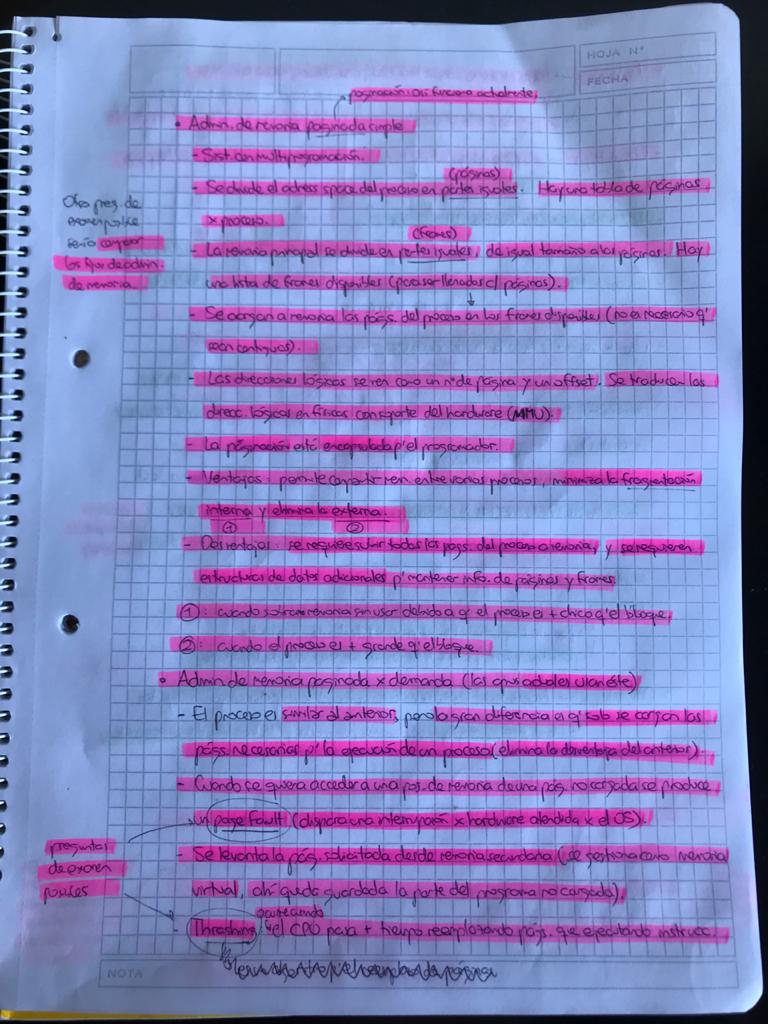 HOJA N°
FECHA
paginación: así funciona actualmente
• Admin. de memoria paginada simple
- Sist. con multiprogramación.
(páginas)
- Se divide el adress space del proceso en partes iguales. Hay una tabla de páginas
x proceso.
(frames)
- La memoria principal se divide en partes iguales, de igual tamaño a las páginas. Hay
una lista de frames disponibles (para ser llenados c/ páginas).
- Se cargan a memoria las págs. del proceso en los frames disponibles (no es necesario q'
sean contiguos).
- Las direcciones lógicas se ven como un n° de página y un offset. Se traducen las
direcc. lógicas en físicas con soporte del hardware (MMU).
- La paginación está encapsulada p' el programador.
- Ventajas: permite compartir mem. entre varios procesos, minimiza la fragmentación
interna y elimina la externa.
① ②
- Desventajas: se requiere subir todas las pags. del proceso a memoria, y se requieren
estructuras de datos adicionales p' mantener info. de páginas y frames
①: cuando sobra memoria sin usar debido a q' el proceso es + chico q' el bloque.
②: cuando el proceso es + grande q' el bloque.
• Admin de memoria paginada x demanda (las cpus actuales usan éste)
- El proceso es similar al anterior, pero la gran diferencia es q' solo se cargan las
págs. necesarias p' la ejecución de un proceso (elimina la desventaja del anterior).
- Cuando se quiera acceder a una pos. de memoria de una pág. no cargada se produce
un page fault (dispara una interrupción x hardware atendida x el OS).
- Se levanta la pág. solicitada desde memoria secundaria (se gestiona como memoria
virtual, ahí queda guardada la parte del programa no cargada).
- Thrashing: ocurre cuando el CPU pasa + tiempo reemplazando págs. que ejecutando instrucc.
Otra preg. de
examen posible
sería comparar
los tipos de admin.
de memoria.
preguntas
de examen
posibles
NOTA